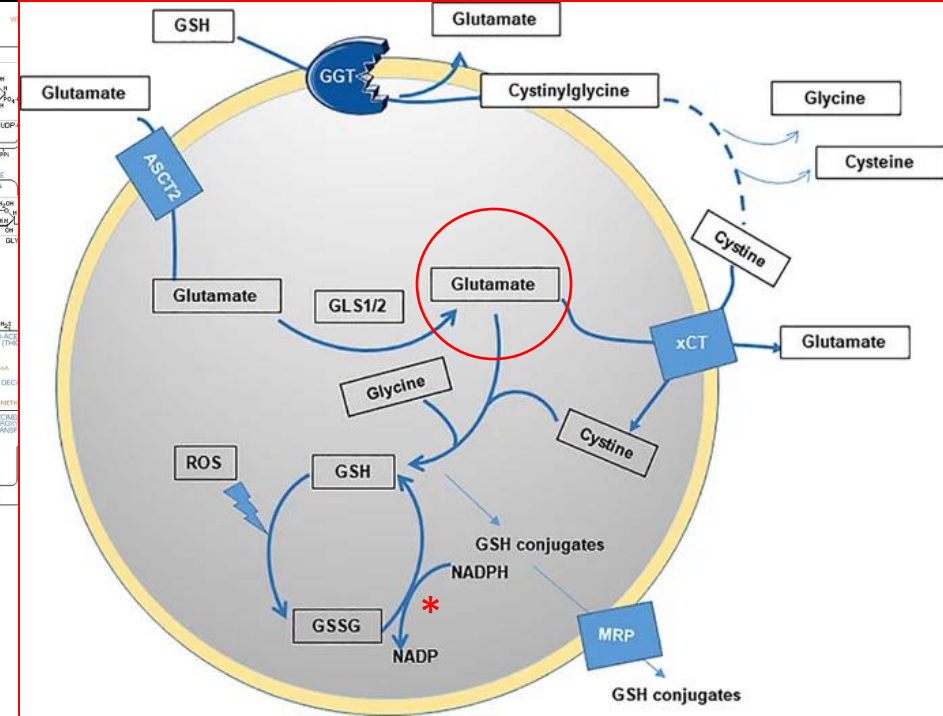 GSH
Glutamate
GGT
Glutamate
Cystinylglycine
Glycine
Cysteine
ASCT2
Cystine
Glutamate
GLS1/2
Glutamate
xCT
Glutamate
Glycine
Cystine
ROS
GSH
GSH conjugates
NADPH
*
GSSG
NADP
MRP
GSH conjugates